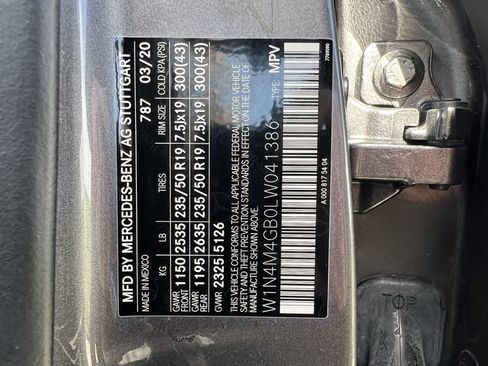 MFD BY MERCEDES-BENZ AG STUTTGART
MADE IN MEXICO 787 03/20
KG LB TIRES RIM SIZE COLD KPA(PSI)
GAWR FRONT 1150 2535 235/50 R19 7.5Jx19 300(43)
GAWR REAR 1195 2635 235/50 R19 7.5Jx19 300(43)
GVWR 2325 5126
THIS VEHICLE CONFORMS TO ALL APPLICABLE FEDERAL MOTOR VEHICLE
SAFETY AND THEFT PREVENTION STANDARDS IN EFFECT ON THE DATE OF
MANUFACTURE SHOWN ABOVE.
W1N4M4GB0LW041386 TYPE: MPV
A 000 817 54 04
TOP